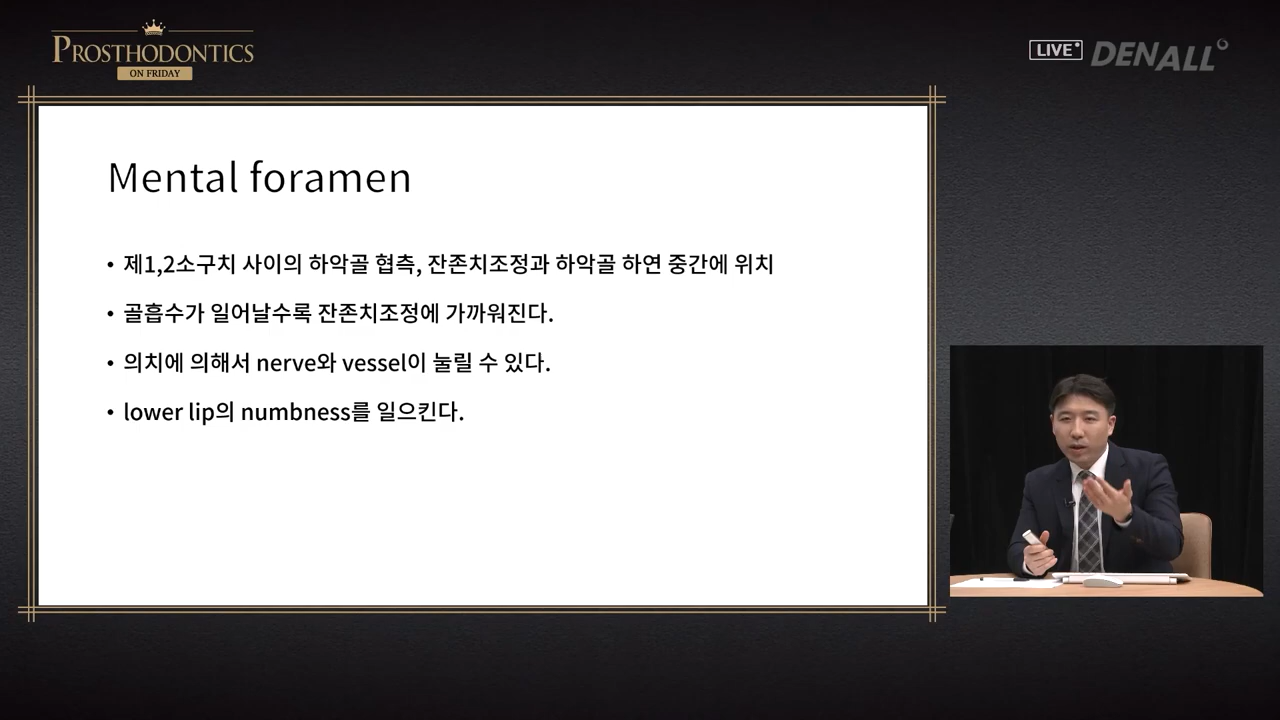 PROSTHODONTICS
ON FRIDAY
LIVE
DENALL
Mental foramen
• 제1,2소구치 사이의 하악골 협측, 잔존치조정과 하악골 하연 중간에 위치
• 골흡수가 일어날수록 잔존치조정에 가까워진다.
• 의치에 의해서 nerve와 vessel이 눌릴 수 있다.
• lower lip의 numbness를 일으킨다.